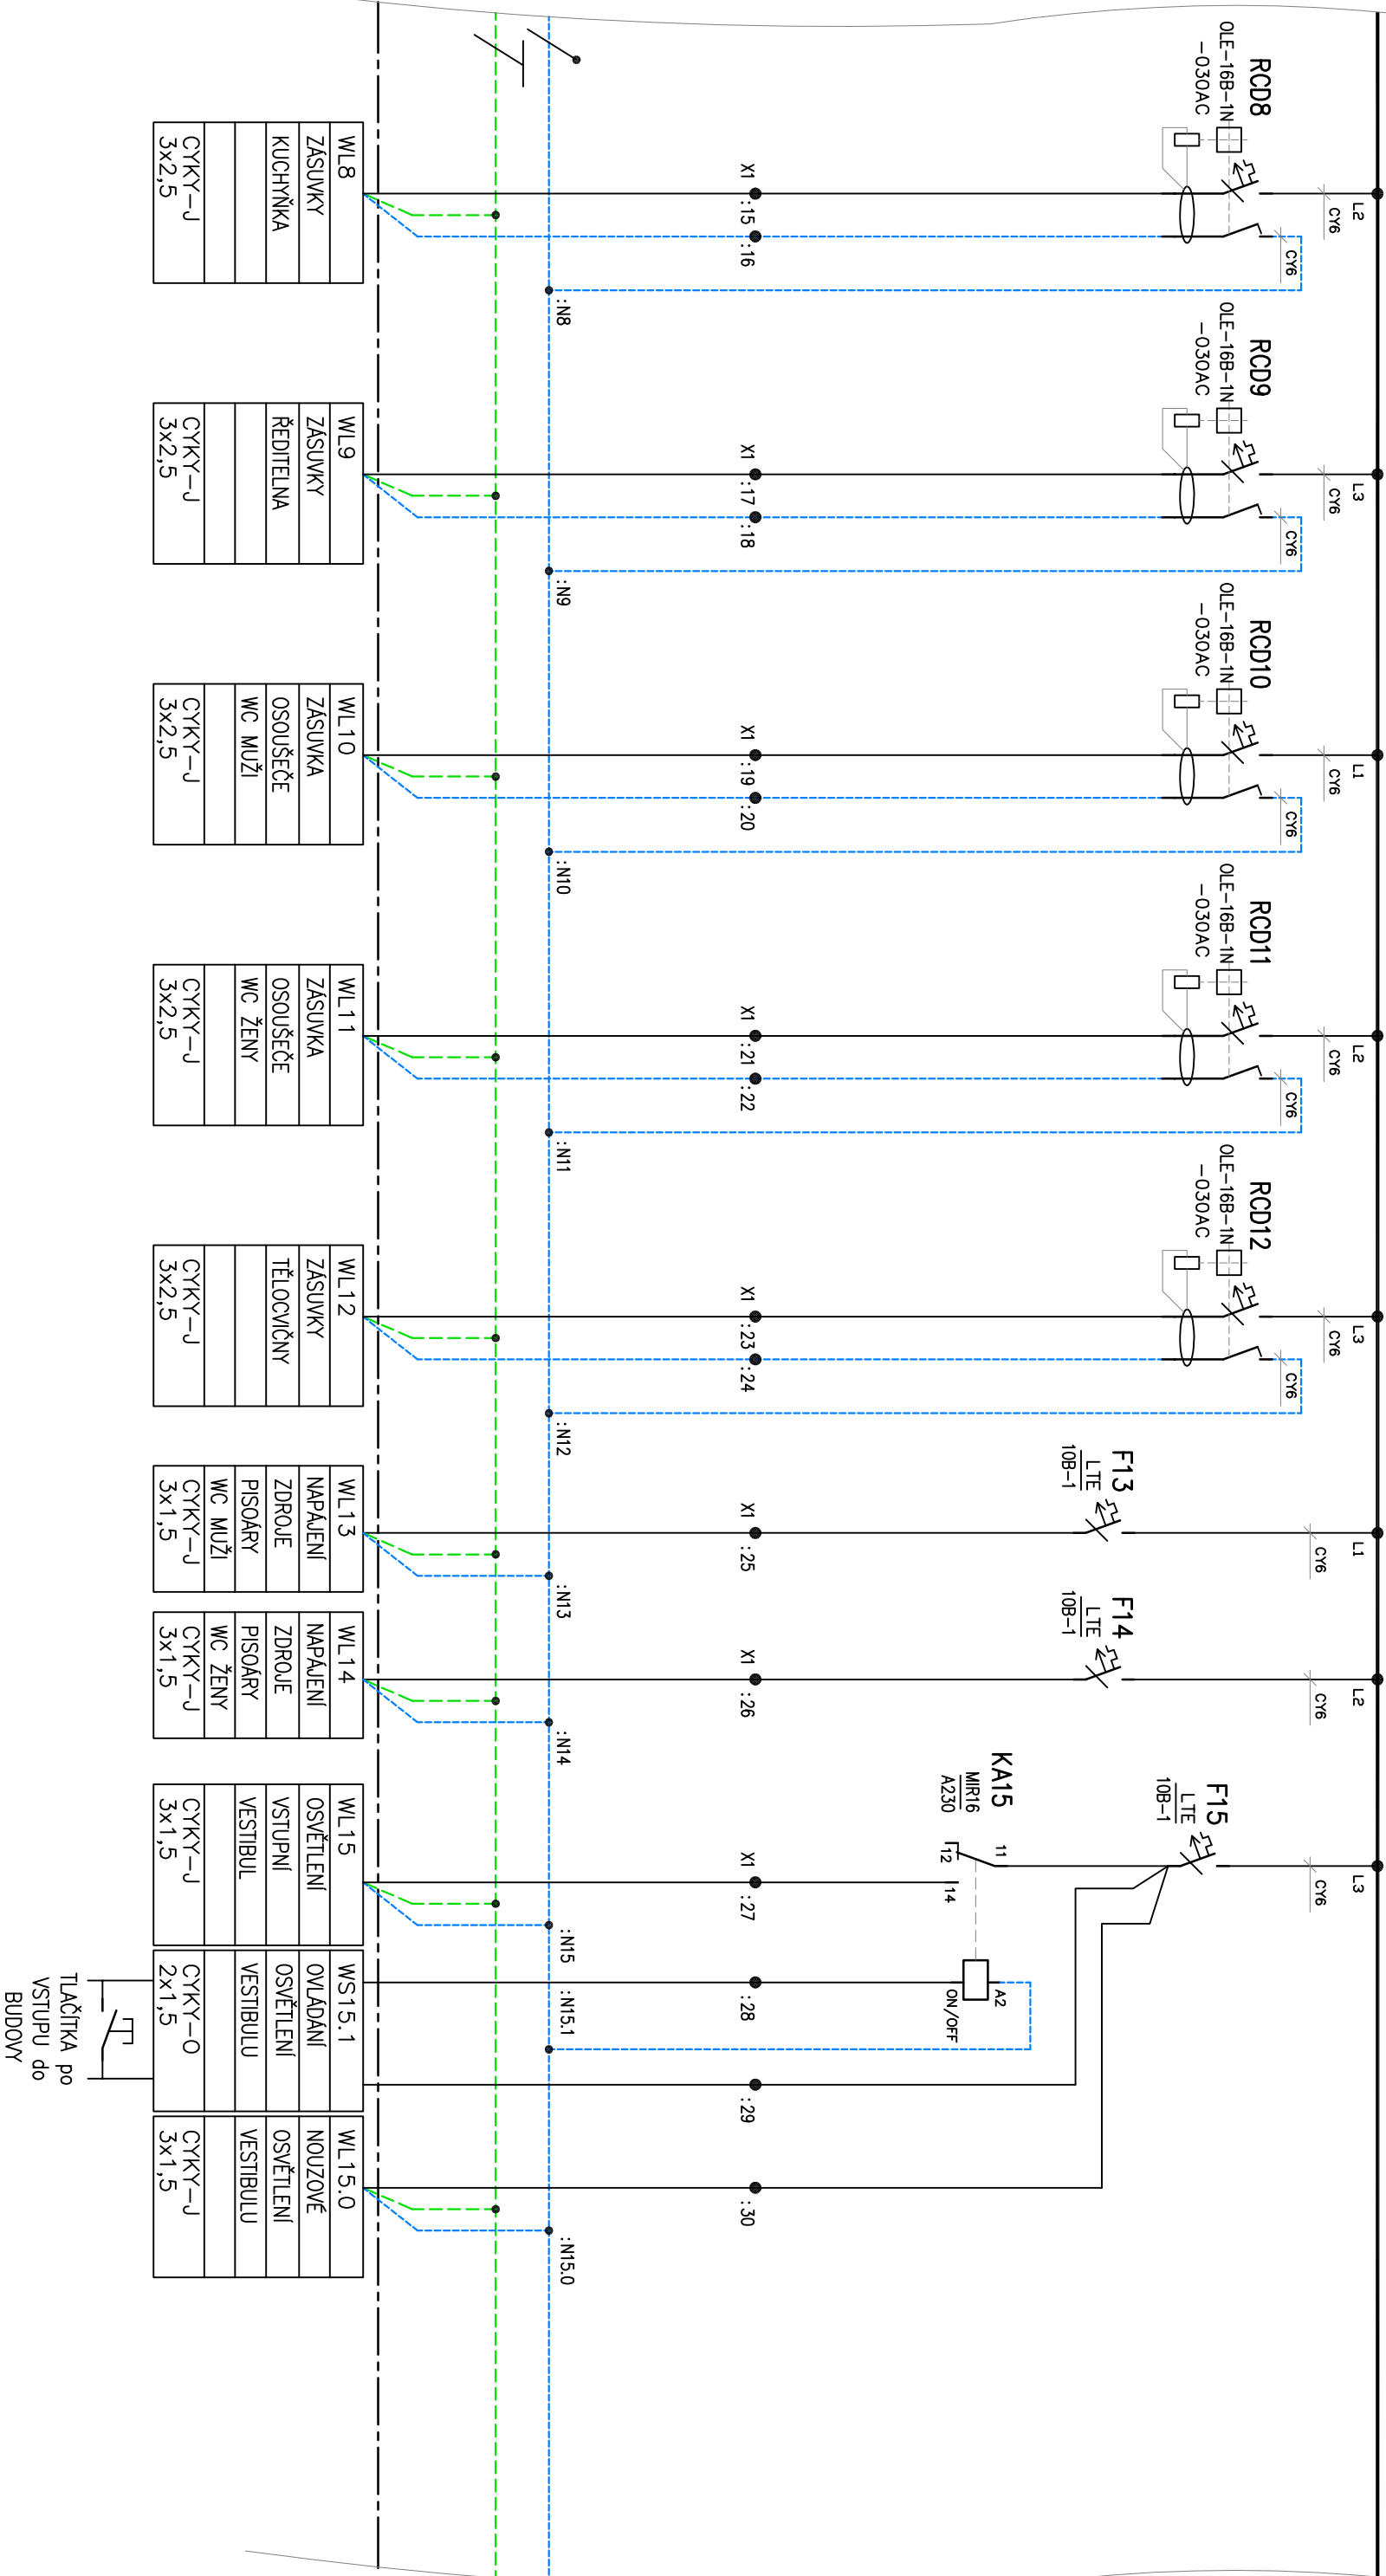 RCD8
OLE-16B-1N
-030AC
L2
CY6
CY6
X1
:15
:16
:N8
WL8
ZÁSUVKY
KUCHYŇKA
CYKY-J
3x2,5
RCD9
OLE-16B-1N
-030AC
L3
CY6
CY6
X1
:17
:18
:N9
WL9
ZÁSUVKY
ŘEDITELNA
CYKY-J
3x2,5
RCD10
OLE-16B-1N
-030AC
L1
CY6
CY6
X1
:19
:20
:N10
WL10
ZÁSUVKA
OSOUŠEČE
WC MUŽI
CYKY-J
3x2,5
RCD11
OLE-16B-1N
-030AC
L2
CY6
CY6
X1
:21
:22
:N11
WL11
ZÁSUVKA
OSOUŠEČE
WC ŽENY
CYKY-J
3x2,5
RCD12
OLE-16B-1N
-030AC
L3
CY6
CY6
X1
:23
:24
:N12
WL12
ZÁSUVKY
TĚLOCVIČNY
CYKY-J
3x2,5
L1
CY6
F13
LTE
10B-1
X1
:25
:N13
WL13
NAPÁJENÍ
ZDROJE
PISOÁRY
WC MUŽI
CYKY-J
3x1,5
L2
CY6
F14
LTE
10B-1
X1
:26
:N14
WL14
NAPÁJENÍ
ZDROJE
PISOÁRY
WC ŽENY
CYKY-J
3x1,5
L3
CY6
F15
LTE
10B-1
KA15
MIR16
A230
11
12
14
A2
ON/OFF
X1
:27
:28
:29
:30
:N15
:N15.1
:N15.0
WL15
OSVĚTLENÍ
VSTUPNÍ
VESTIBUL
CYKY-J
3x1,5
WS15.1
OVLÁDÁNÍ
OSVĚTLENÍ
VESTIBULU
CYKY-O
2x1,5
WL15.0
NOUZOVÉ
OSVĚTLENÍ
VESTIBULU
CYKY-J
3x1,5
TLAČÍTKA po
VSTUPU do
BUDOVY